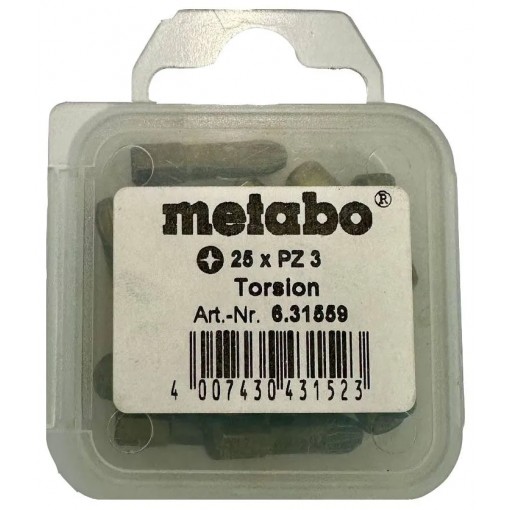 metabo®
25 x PZ 3
Torsion
Art.-Nr. 6.31559
4 007430 431523